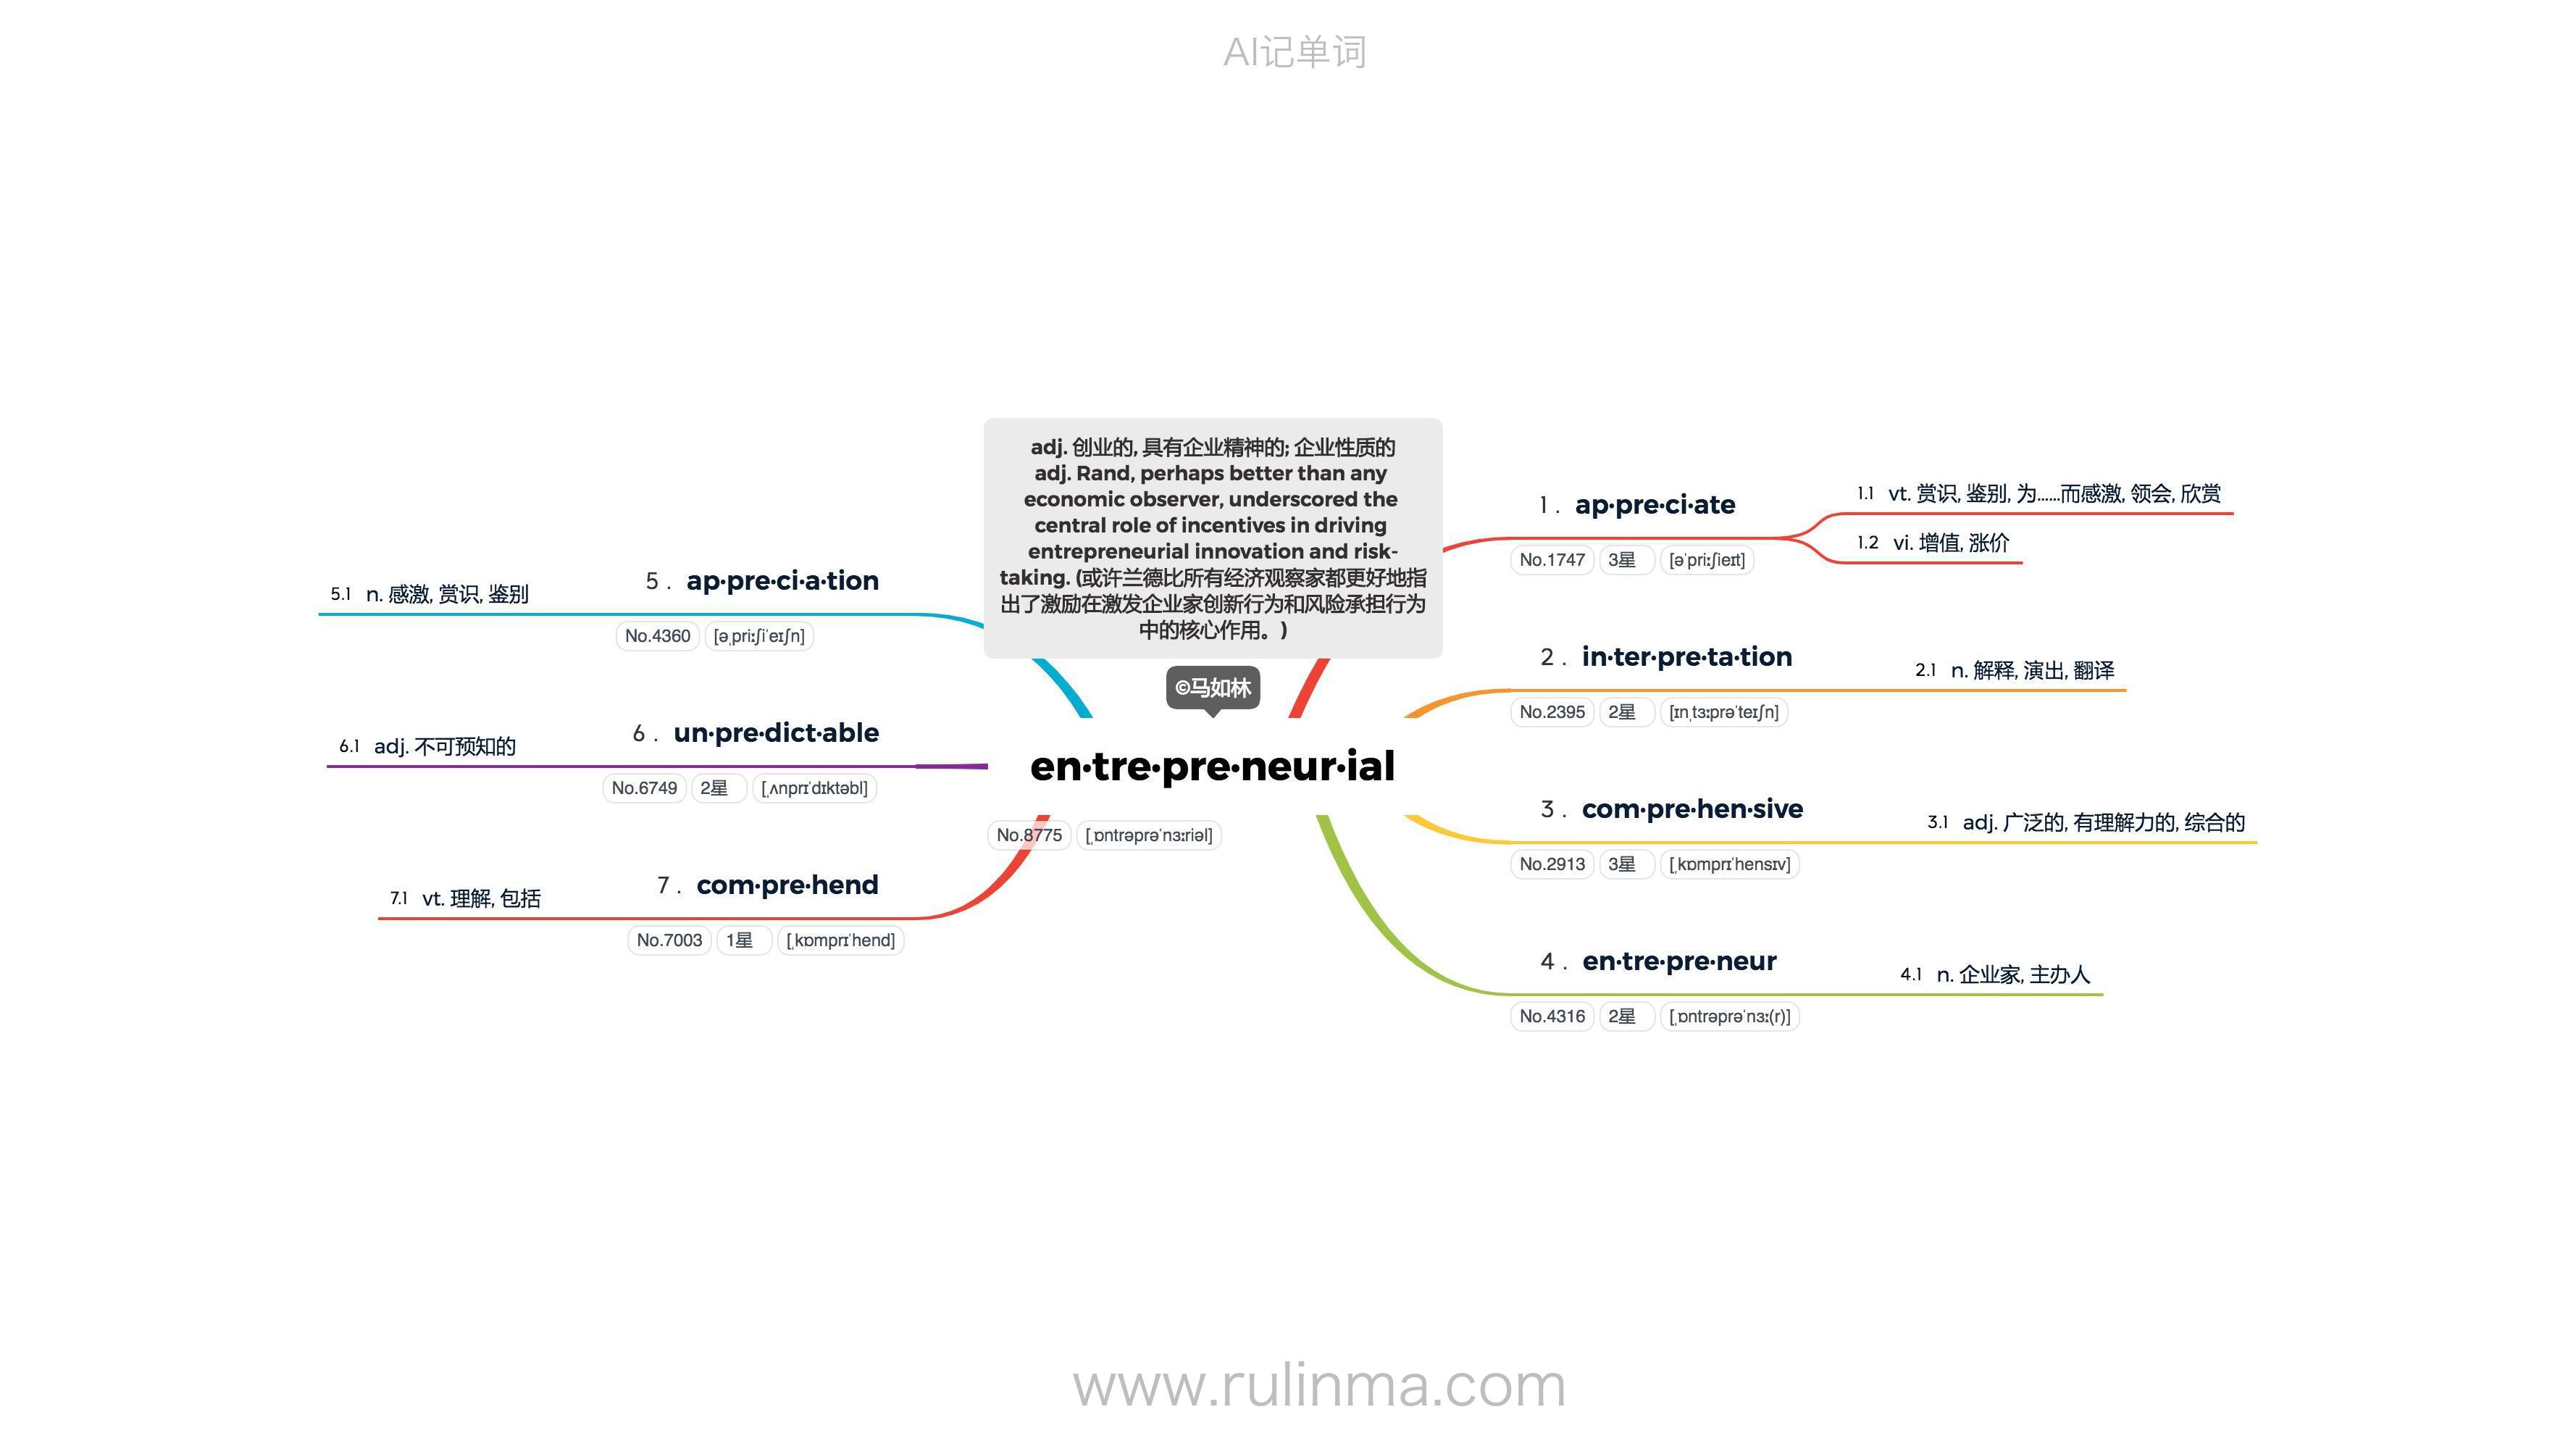 AI记单词
adj. 创业的, 具有企业精神的; 企业性质的
adj. Rand, perhaps better than any
economic observer, underscored the
central role of incentives in driving
entrepreneurial innovation and risk-
taking. (或许兰德比所有经济观察家都更好地指
出了激励在激发企业家创新行为和风险承担行为
中的核心作用。)
©马如林
en·tre·pre·neur·ial
No.8775 [ˌɒntrəprəˈnɜːriəl]
1 . ap·pre·ci·ate
No.1747 3星 [əˈpriːʃieɪt]
1.1 vt. 赏识, 鉴别, 为......而感激, 领会, 欣赏
1.2 vi. 增值, 涨价
2 . in·ter·pre·ta·tion
No.2395 2星 [ɪnˌtɜːprəˈteɪʃn]
2.1 n. 解释, 演出, 翻译
3 . com·pre·hen·sive
No.2913 3星 [ˌkɒmprɪˈhensɪv]
3.1 adj. 广泛的, 有理解力的, 综合的
4 . en·tre·pre·neur
No.4316 2星 [ˌɒntrəprəˈnɜː(r)]
4.1 n. 企业家, 主办人
5 . ap·pre·ci·a·tion
No.4360 [əˌpriːʃiˈeɪʃn]
5.1 n. 感激, 赏识, 鉴别
6 . un·pre·dict·able
No.6749 2星 [ˌʌnprɪˈdɪktəbl]
6.1 adj. 不可预知的
7 . com·pre·hend
No.7003 1星 [ˌkɒmprɪˈhend]
7.1 vt. 理解, 包括
www.rulinma.com